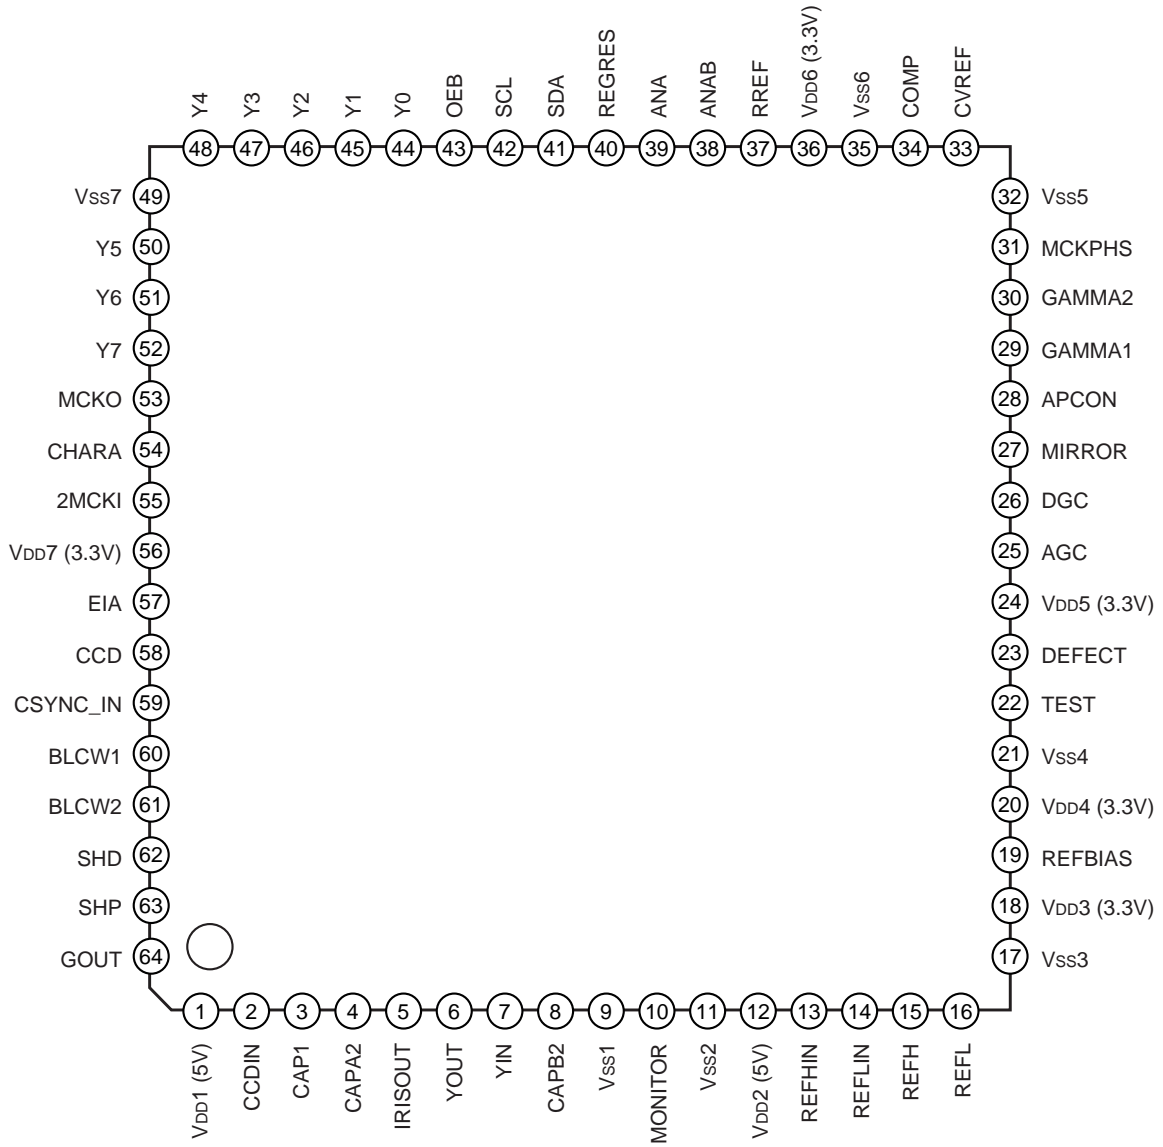 Y4
Y3
Y2
Y1
Y0
OEB
SCL
SDA
REGRES
ANA
ANAB
RREF
VDD6 (3.3V)
Vss6
COMP
CVREF
48
47
46
45
44
43
42
41
40
39
38
37
36
35
34
33
Vss7 49
Y5 50
Y6 51
Y7 52
MCKO 53
CHARA 54
2MCKI 55
VDD7 (3.3V) 56
EIA 57
CCD 58
CSYNC_IN 59
BLCW1 60
BLCW2 61
SHD 62
SHP 63
GOUT 64
32 Vss5
31 MCKPHS
30 GAMMA2
29 GAMMA1
28 APCON
27 MIRROR
26 DGC
25 AGC
24 VDD5 (3.3V)
23 DEFECT
22 TEST
21 Vss4
20 VDD4 (3.3V)
19 REFBIAS
18 VDD3 (3.3V)
17 Vss3
1
2
3
4
5
6
7
8
9
10
11
12
13
14
15
16
VDD1 (5V)
CCDIN
CAP1
CAPA2
IRISOUT
YOUT
YIN
CAPB2
Vss1
MONITOR
Vss2
VDD2 (5V)
REFHIN
REFLIN
REFH
REFL